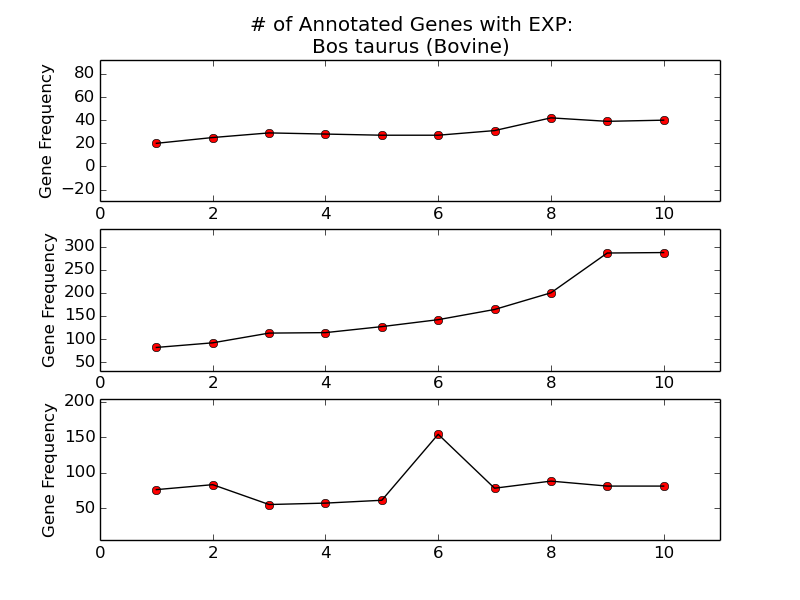 # of Annotated Genes with EXP:
Bos taurus (Bovine)
Gene Frequency
80
60
40
20
0
−20
0 2 4 6 8 10
Gene Frequency
300
250
200
150
100
50
0 2 4 6 8 10
Gene Frequency
200
150
100
50
0 2 4 6 8 10